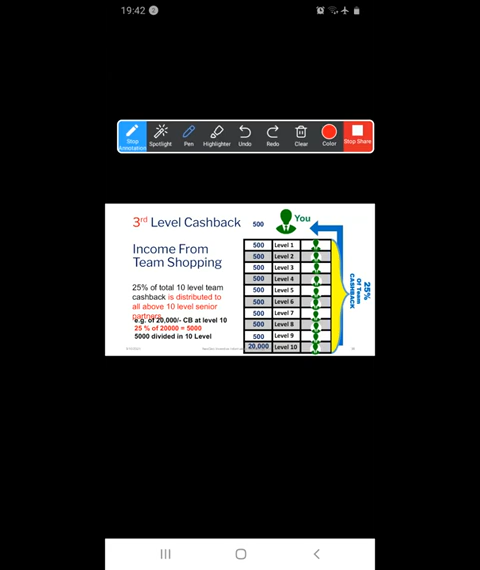 19:42
Stop Annotation
Spotlight
Pen
Highlighter
Undo
Redo
Clear
Color
Stop Share
3rd Level Cashback
500
You
Income From
Team Shopping
25% of total 10 level team
cashback is distributed to
all above 10 level senior
partners
e.g. of 20,000/- CB at level 10
25 % of 20000 = 5000
5000 divided in 10 Level
500 Level 1
500 Level 2
500 Level 3
500 Level 4
500 Level 5
500 Level 6
500 Level 7
500 Level 8
500 Level 9
20,000 Level 10
25%
Of Team
CASHBACK